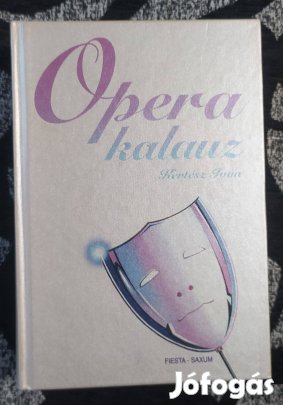 Opera
kalauz
Kertész Iván
FIESTA - SAXUM
Jófogás